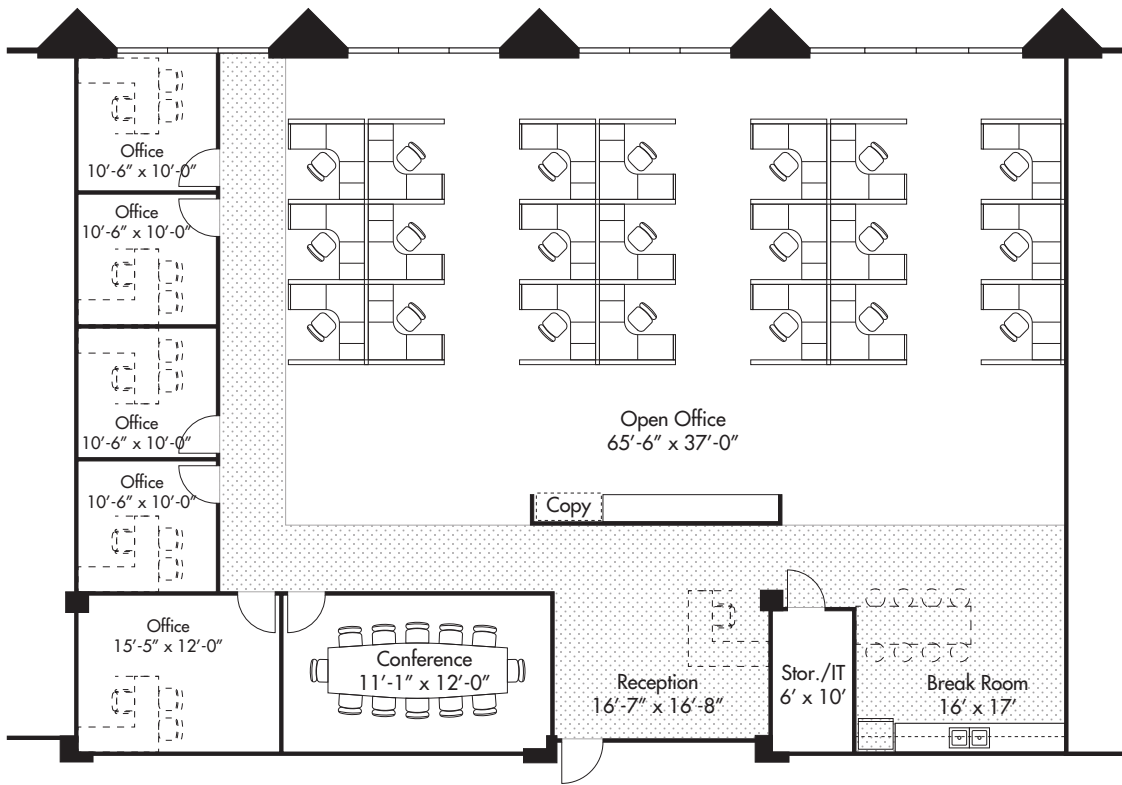 Office
10′-6″ x 10′-0″
Office
10′-6″ x 10′-0″
Office
10′-6″ x 10′-0″
Office
10′-6″ x 10′-0″
Open Office
65′-6″ x 37′-0″
Copy
Office
15′-5″ x 12′-0″
Conference
11′-1″ x 12′-0″
Reception
16′-7″ x 16′-8″
Stor./IT
6′ x 10′
Break Room
16′ x 17′